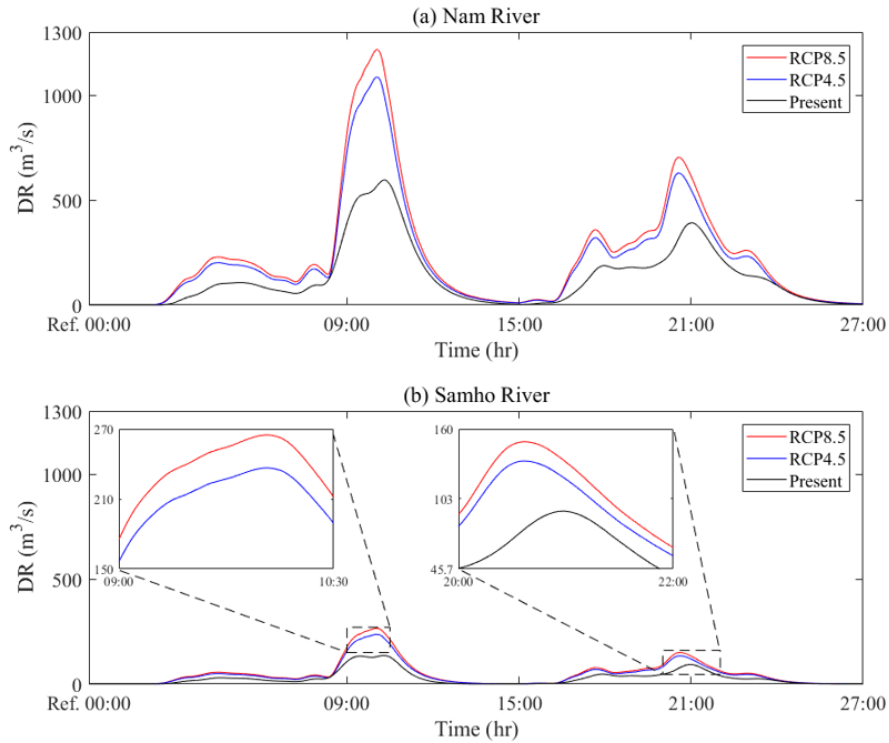 (a) Nam River
1300
1000
500
0
DR (m³/s)
RCP8.5
RCP4.5
Present
Ref. 00:00
09:00
15:00
21:00
27:00
Time (hr)
(b) Samho River
1300
1000
500
0
DR (m³/s)
270
210
150
09:00
10:30
160
103
45.7
20:00
22:00
RCP8.5
RCP4.5
Present
Ref. 00:00
09:00
15:00
21:00
27:00
Time (hr)